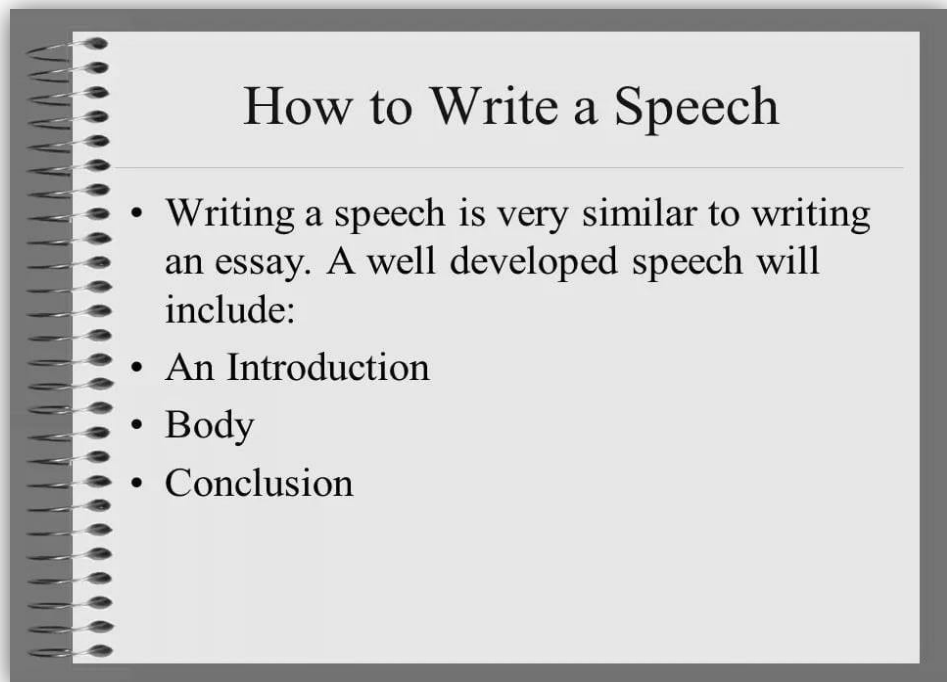 How to Write a Speech
• Writing a speech is very similar to writing
an essay. A well developed speech will
include:
• An Introduction
• Body
• Conclusion